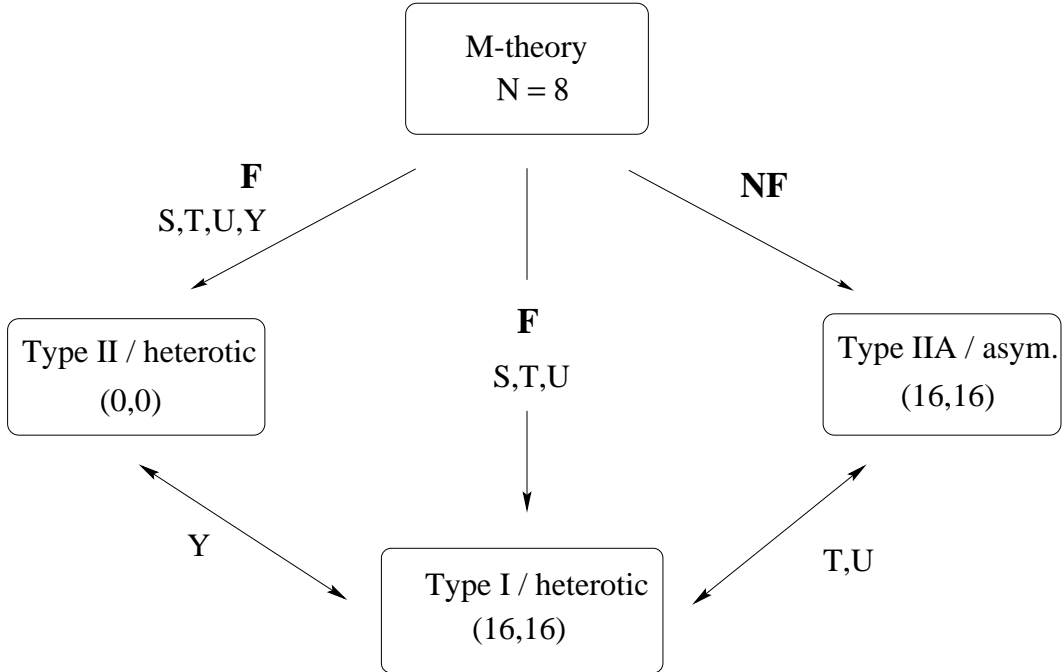 M-theory
N = 8
F
S,T,U,Y
NF
F
S,T,U
Type II / heterotic
(0,0)
Type IIA / asym.
(16,16)
Y
T,U
Type I / heterotic
(16,16)